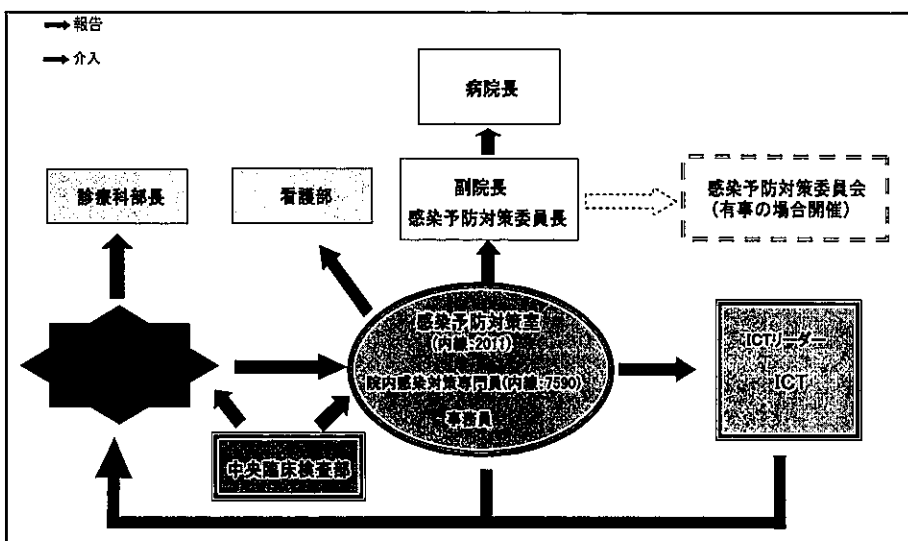 報告
介入
病院長
診療科部長
看護部
副院長
感染予防対策委員長
感染予防対策委員会
(有事の場合開催)
感染予防対策室
(内線:2011)
院内感染対策専門員(内線:7590)
事務員
ICTリーダー
ICT
中央臨床検査部